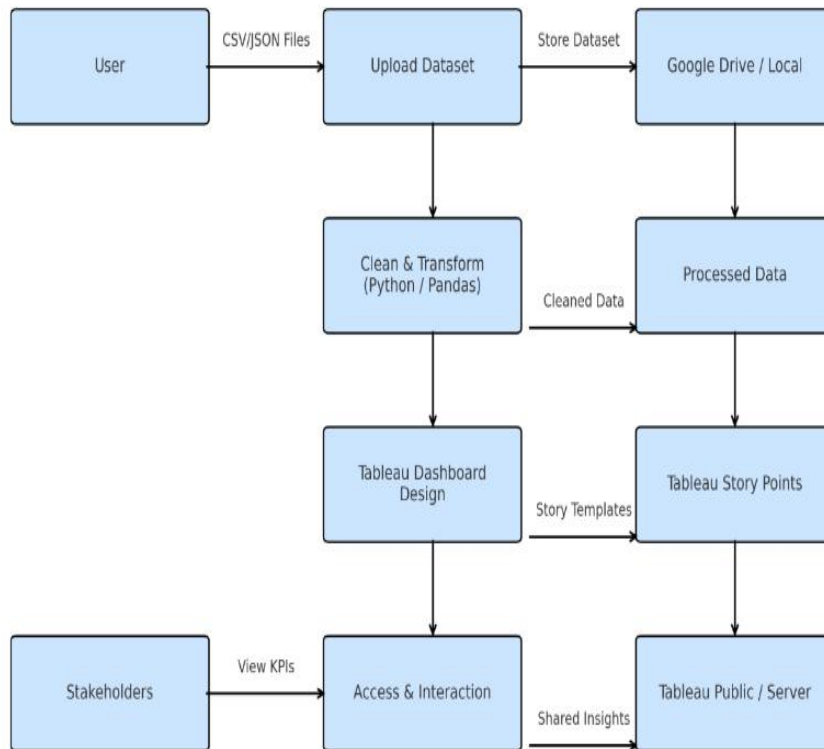 User
CSV/JSON Files
Upload Dataset
Store Dataset
Google Drive / Local
Clean & Transform
(Python / Pandas)
Cleaned Data
Processed Data
Tableau Dashboard
Design
Story Templates
Tableau Story Points
Stakeholders
View KPIs
Access & Interaction
Shared Insights
Tableau Public / Server